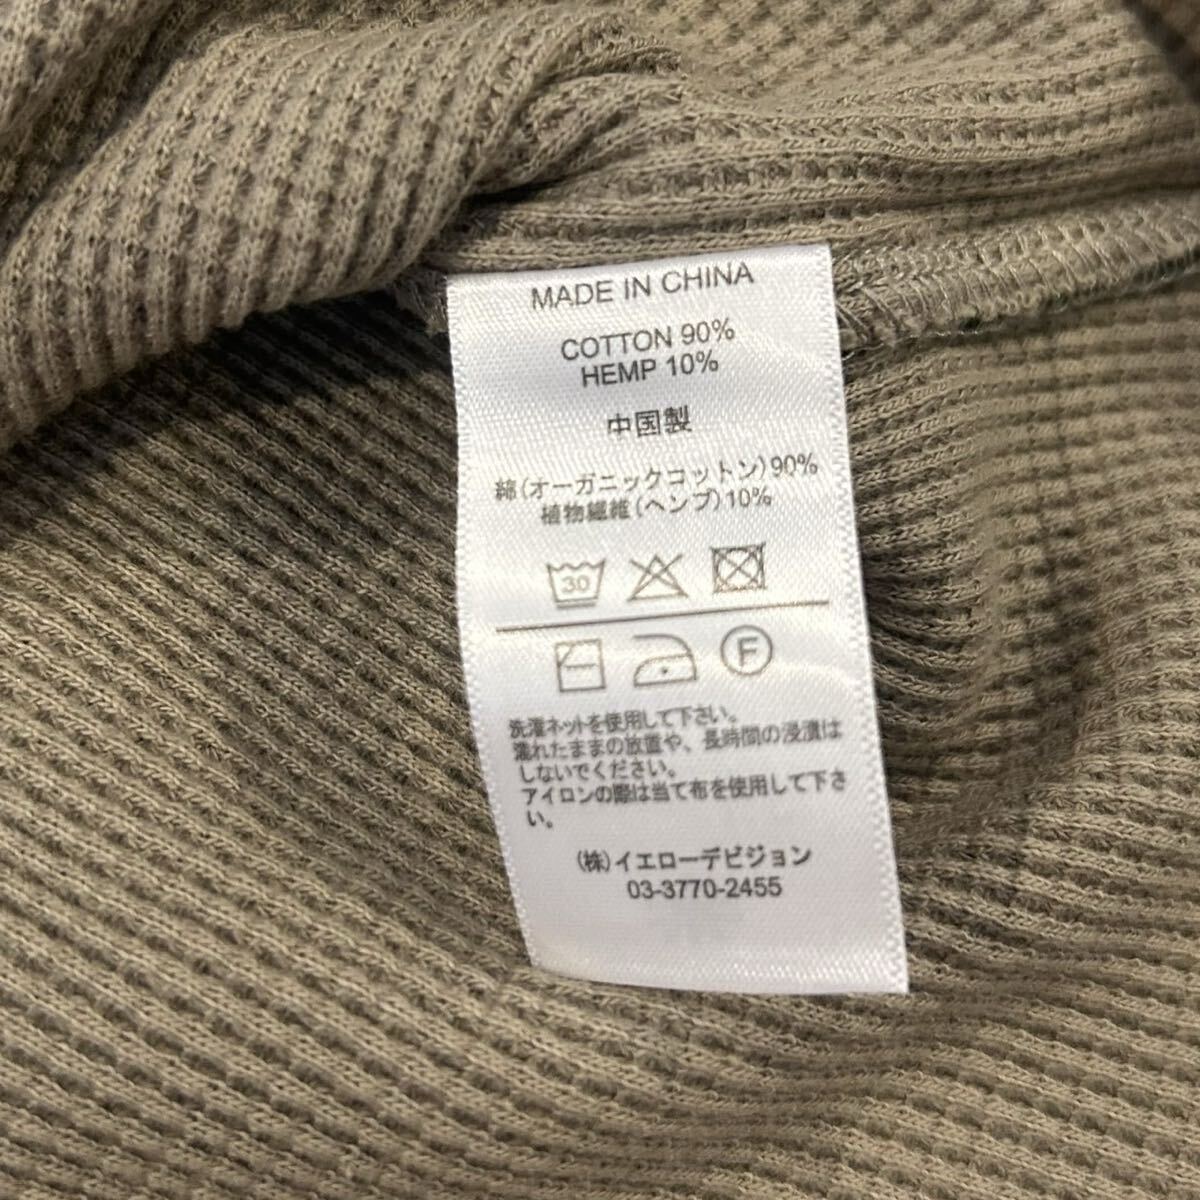 MADE IN CHINA
COTTON 90%
HEMP 10%
中国製
綿(オーガニックコットン)90%
植物繊維(ヘンプ)10%
30
F
洗濯ネットを使用して下さい。
濡れたままの放置や、長時間の浸漬は
しないでください。
アイロンの際は当て布を使用して下さ
い。
(株)イエローデビジョン
03-3770-2455